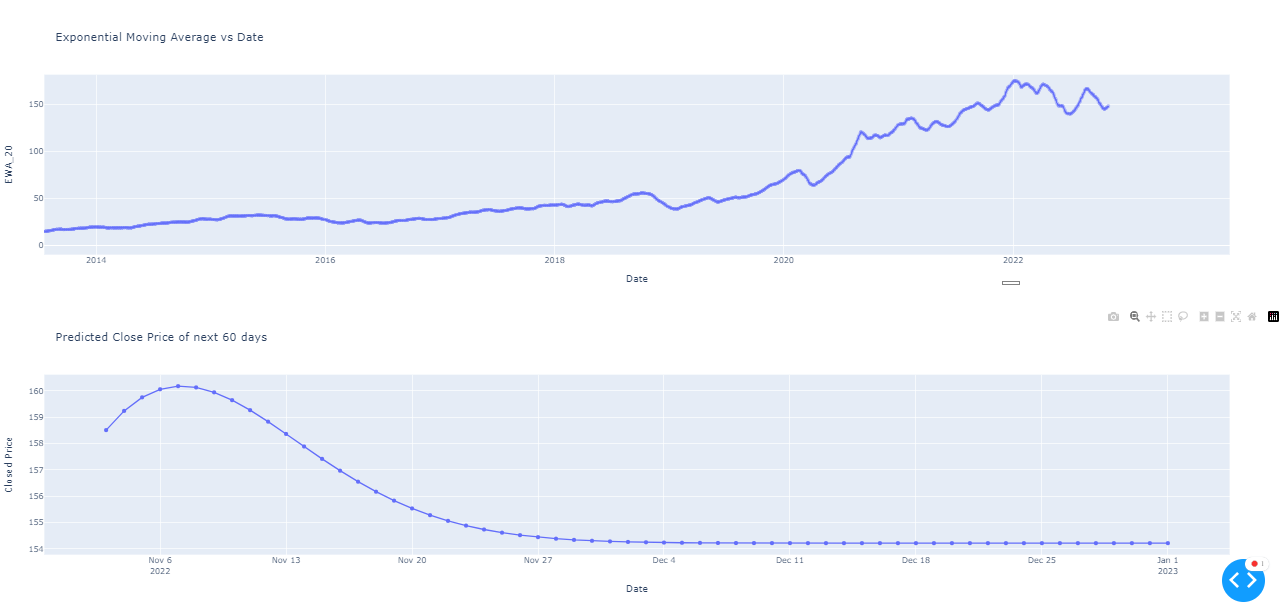 Exponential Moving Average vs Date
EWA_20
150
100
50
0
2014 2016 2018 2020 2022
Date
Predicted Close Price of next 60 days
Closed Price
160
159
158
157
156
155
154
Nov 6 Nov 13 Nov 20 Nov 27 Dec 4 Dec 11 Dec 18 Dec 25 Jan 1
2022 2023
Date